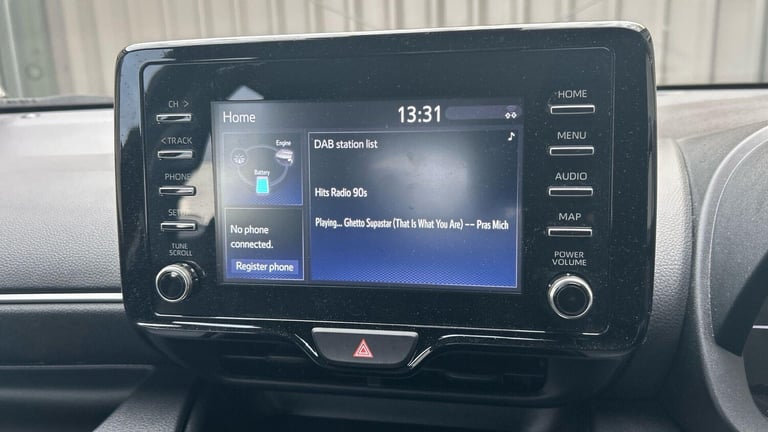 CH >
< TRACK
PHONE
SETUP
TUNE
SCROLL
Home
13:31
Engine
Battery
No phone
connected.
Register phone
DAB station list
Hits Radio 90s
Playing... Ghetto Supastar (That Is What You Are) -- Pras Mich
HOME
MENU
AUDIO
MAP
POWER
VOLUME